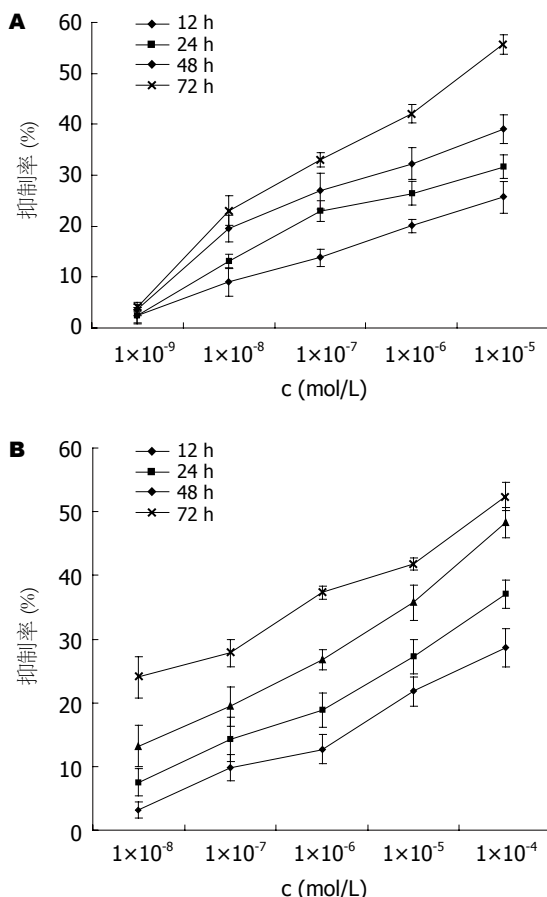 A
60
50
40
30
20
10
0
抑制率 (%)
12 h
24 h
48 h
72 h
1×10⁻⁹ 1×10⁻⁸ 1×10⁻⁷ 1×10⁻⁶ 1×10⁻⁵
c (mol/L)
B
60
50
40
30
20
10
0
抑制率 (%)
12 h
24 h
48 h
72 h
1×10⁻⁸ 1×10⁻⁷ 1×10⁻⁶ 1×10⁻⁵ 1×10⁻⁴
c (mol/L)